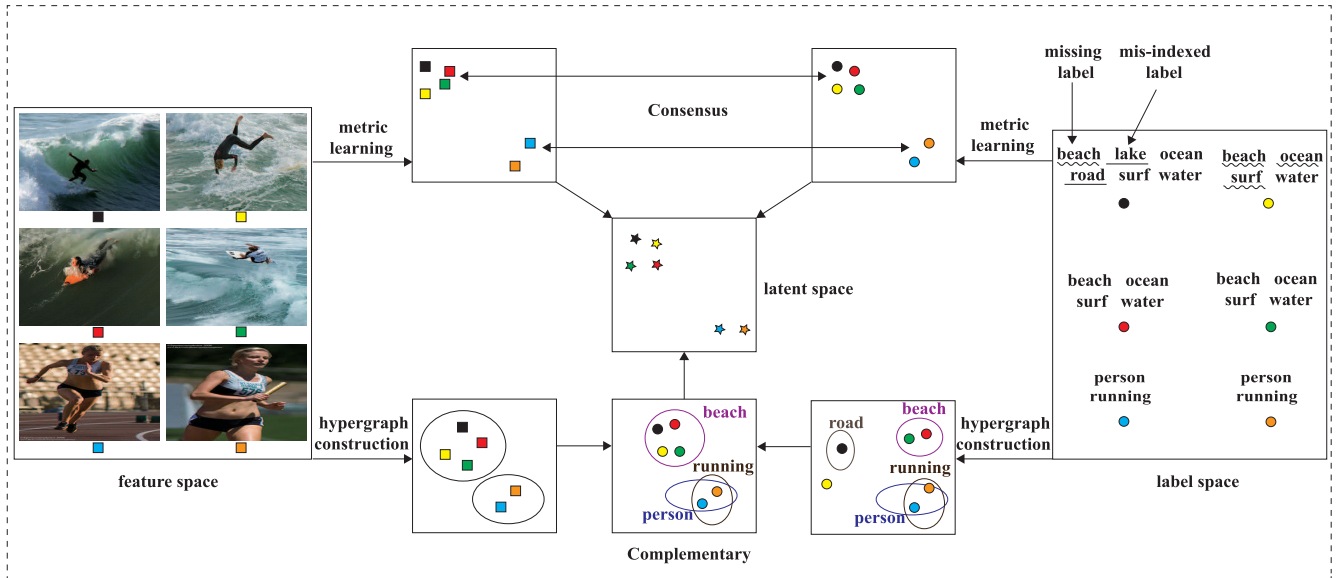 missing
label
mis-indexed
label
metric
learning
Consensus
metric
learning
beach lake ocean
road surf water
beach ocean
surf water
latent space
beach ocean
surf water
beach ocean
surf water
person
running
person
running
hypergraph
construction
beach
running
person
road
beach
running
person
hypergraph
construction
feature space
label space
Complementary